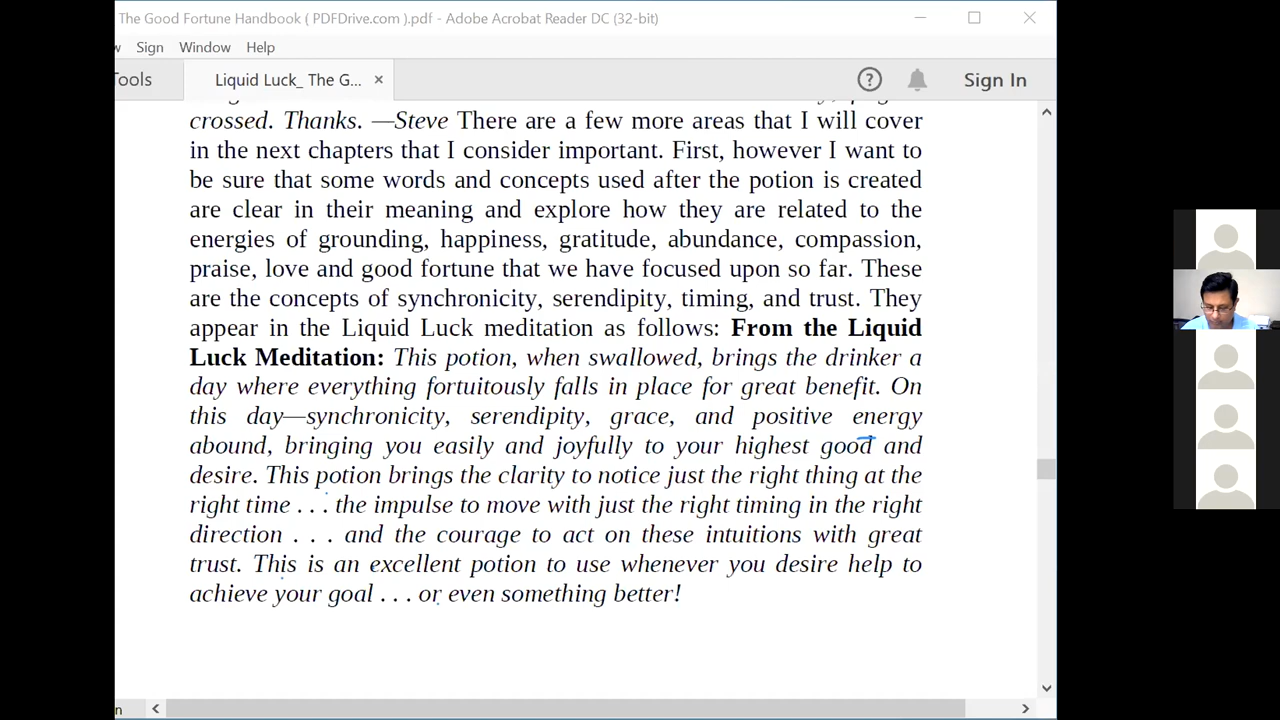 The Good Fortune Handbook ( PDFDrive.com ).pdf - Adobe Acrobat Reader DC (32-bit)
w Sign Window Help
Tools Liquid Luck_ The G... × ? Sign In
crossed. Thanks. —Steve There are a few more areas that I will cover
in the next chapters that I consider important. First, however I want to
be sure that some words and concepts used after the potion is created
are clear in their meaning and explore how they are related to the
energies of grounding, happiness, gratitude, abundance, compassion,
praise, love and good fortune that we have focused upon so far. These
are the concepts of synchronicity, serendipity, timing, and trust. They
appear in the Liquid Luck meditation as follows: From the Liquid
Luck Meditation: This potion, when swallowed, brings the drinker a
day where everything fortuitously falls in place for great benefit. On
this day—synchronicity, serendipity, grace, and positive energy
abound, bringing you easily and joyfully to your highest good and
desire. This potion brings the clarity to notice just the right thing at the
right time . . . the impulse to move with just the right timing in the right
direction . . . and the courage to act on these intuitions with great
trust. This is an excellent potion to use whenever you desire help to
achieve your goal . . . or even something better!